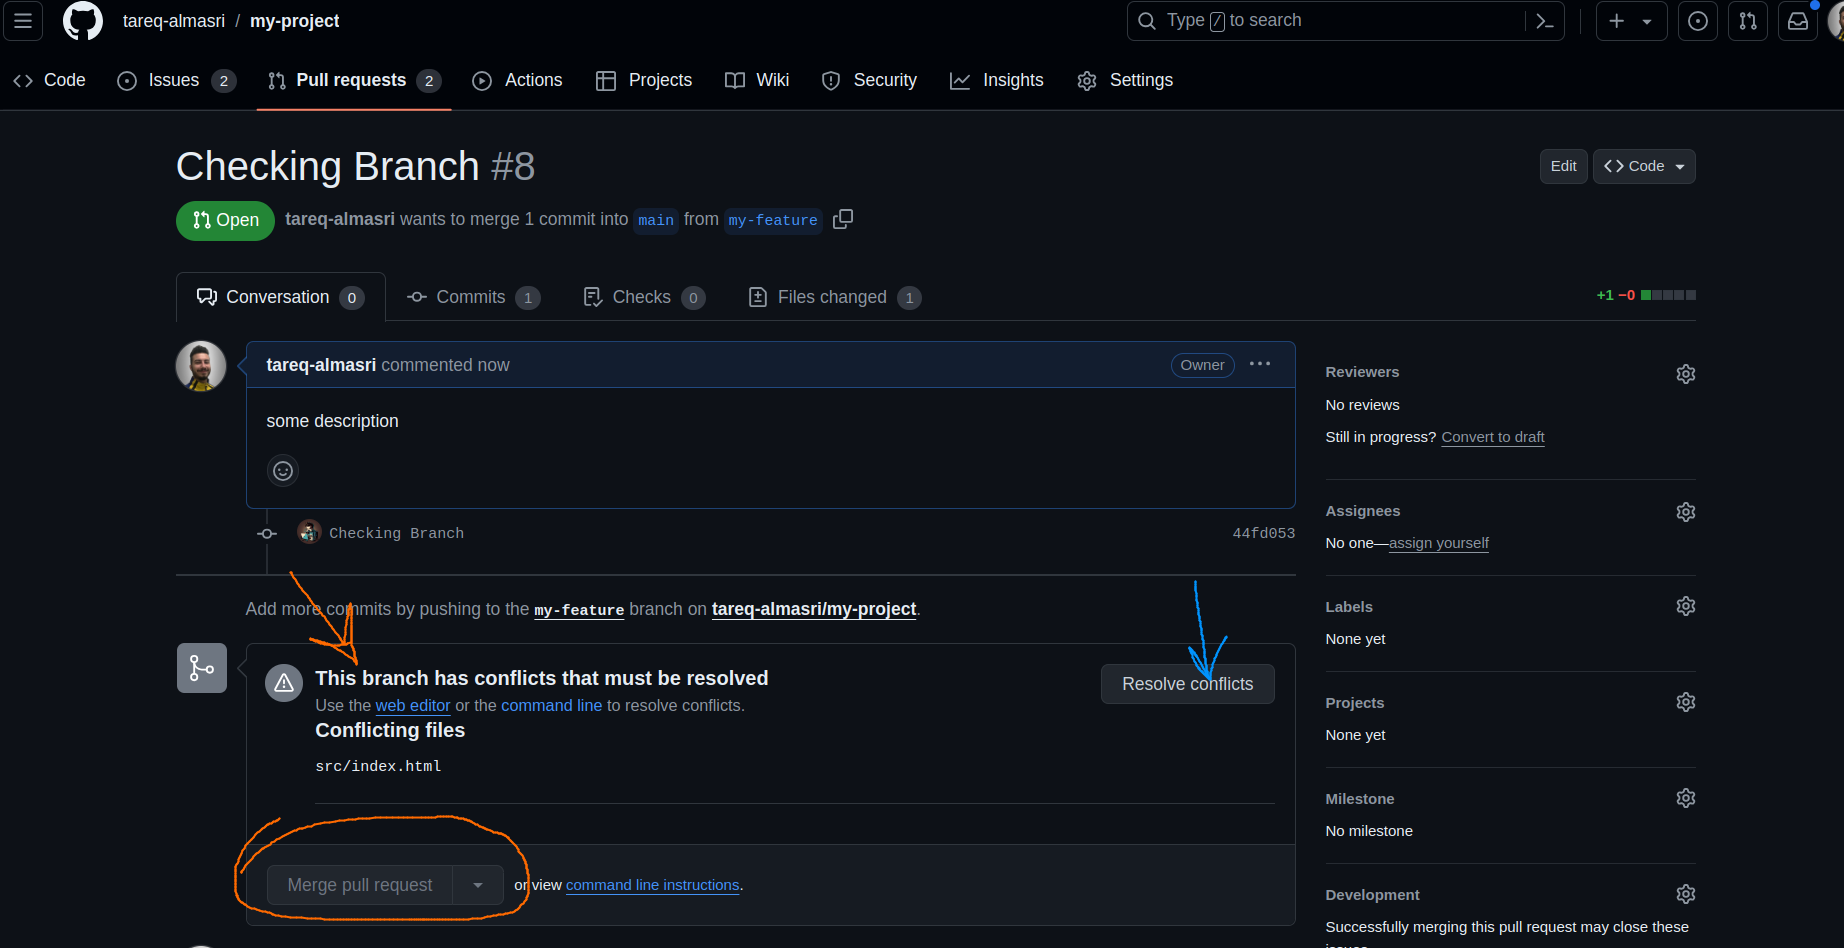 tareq-almasri / my-project
Type / to search
Code
Issues 2
Pull requests 2
Actions
Projects
Wiki
Security
Insights
Settings
Checking Branch #8
Edit
Code
Open
tareq-almasri wants to merge 1 commit into main from my-feature
Conversation 0
Commits 1
Checks 0
Files changed 1
+1 −0
tareq-almasri commented now
Owner
some description
Checking Branch
44fd053
Add more commits by pushing to the my-feature branch on tareq-almasri/my-project.
This branch has conflicts that must be resolved
Use the web editor or the command line to resolve conflicts.
Resolve conflicts
Conflicting files
src/index.html
Merge pull request
or view command line instructions.
Reviewers
No reviews
Still in progress? Convert to draft
Assignees
No one—assign yourself
Labels
None yet
Projects
None yet
Milestone
No milestone
Development
Successfully merging this pull request may close these